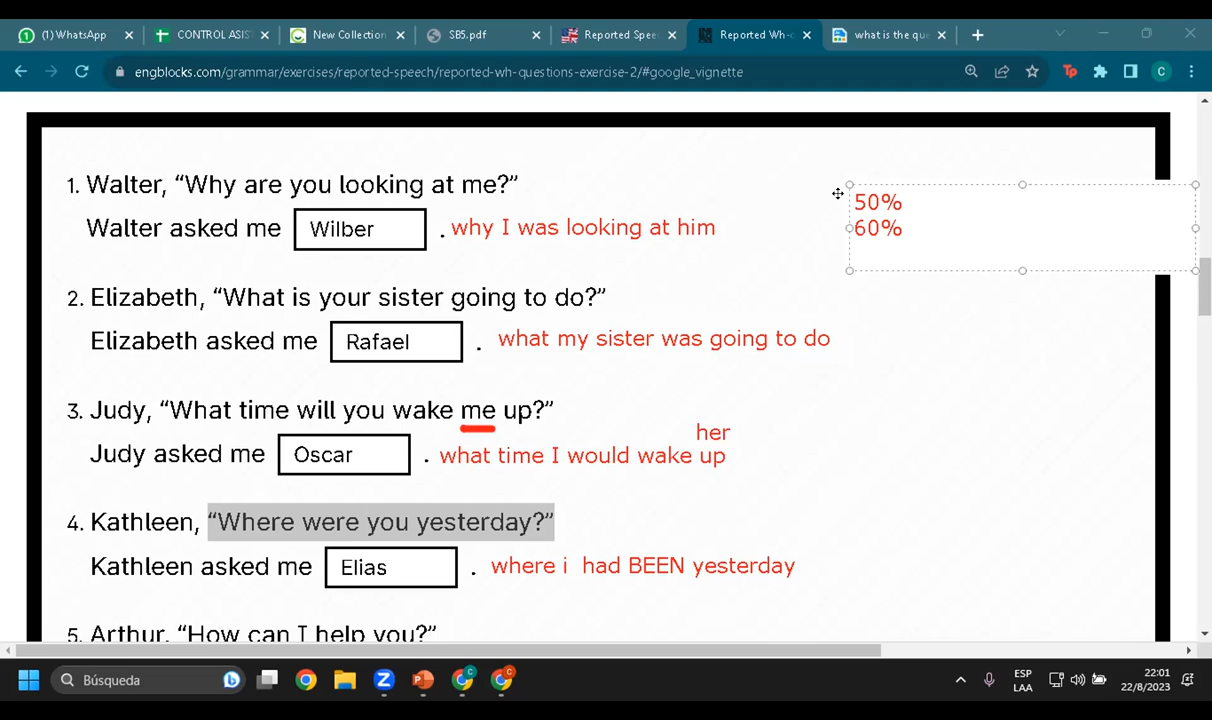 (1) WhatsApp
CONTROL ASIS
New Collection
SB5.pdf
Reported Spee
Reported Wh-
what is the que
engblocks.com/grammar/exercises/reported-speech/reported-wh-questions-exercise-2/#google_vignette
1. Walter, “Why are you looking at me?”
Walter asked me Wilber . why I was looking at him
50%
60%
2. Elizabeth, “What is your sister going to do?”
Elizabeth asked me Rafael . what my sister was going to do
3. Judy, “What time will you wake me up?”
her
Judy asked me Oscar . what time I would wake up
4. Kathleen, “Where were you yesterday?”
Kathleen asked me Elias . where i had BEEN yesterday
5. Arthur, “How can I help you?”
Búsqueda
ESP
LAA
22:01
22/8/2023